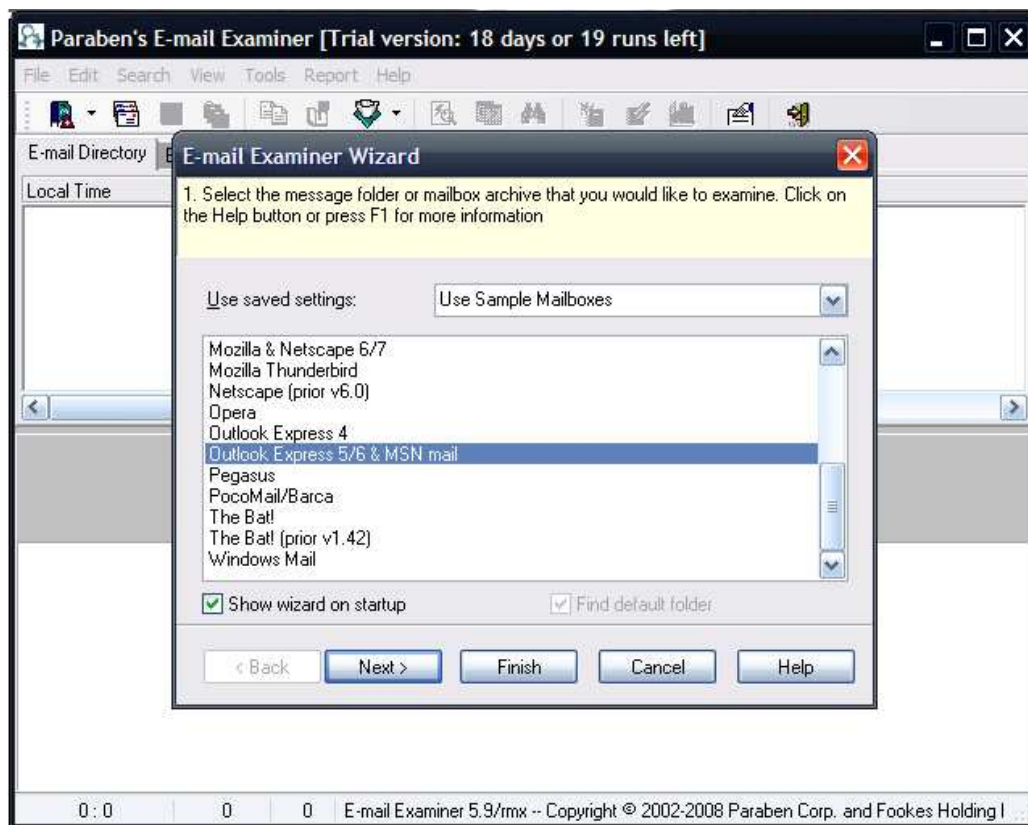 Paraben's E-mail Examiner [Trial version: 18 days or 19 runs left]
File Edit Search View Tools Report Help
E-mail Directory
E-mail Examiner Wizard
Local Time
1. Select the message folder or mailbox archive that you would like to examine. Click on
the Help button or press F1 for more information
Use saved settings: Use Sample Mailboxes
Mozilla & Netscape 6/7
Mozilla Thunderbird
Netscape (prior v6.0)
Opera
Outlook Express 4
Outlook Express 5/6 & MSN mail
Pegasus
PocoMail/Barca
The Bat!
The Bat! (prior v1.42)
Windows Mail
Show wizard on startup Find default folder
< Back Next > Finish Cancel Help
0 : 0 0 0 E-mail Examiner 5.9/rmx -- Copyright © 2002-2008 Paraben Corp. and Fookes Holding